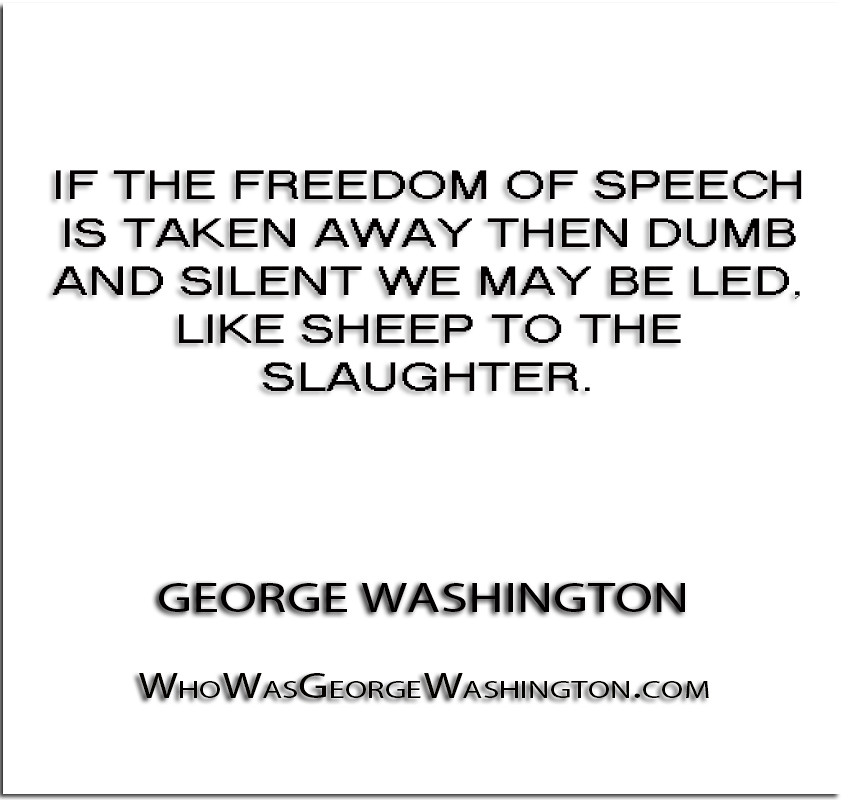 IF THE FREEDOM OF SPEECH
IS TAKEN AWAY THEN DUMB
AND SILENT WE MAY BE LED,
LIKE SHEEP TO THE
SLAUGHTER.
GEORGE WASHINGTON
WHOWASGEORGEWASHINGTON.COM